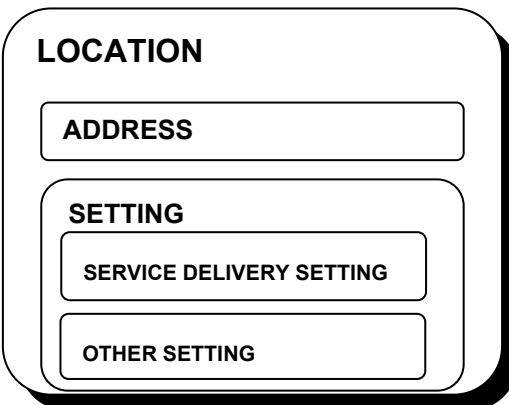 LOCATION
ADDRESS
SETTING
SERVICE DELIVERY SETTING
OTHER SETTING